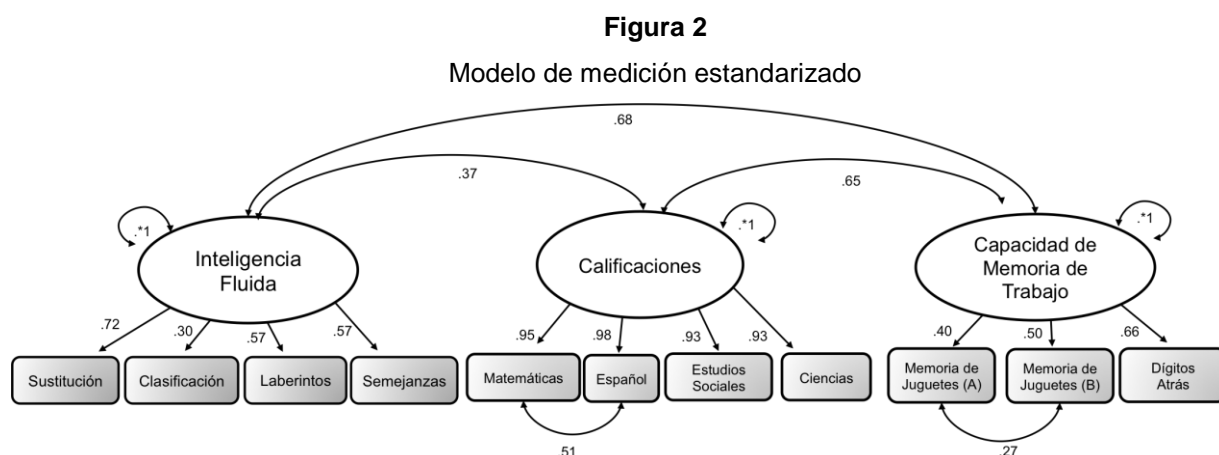 Figura 2
Modelo de medición estandarizado
.68
.37
.65
.*1
.*1
.*1
Inteligencia
Fluida
Calificaciones
Capacidad de
Memoria de
Trabajo
.72
.30
.57
.57
.95
.98
.93
.93
.40
.50
.66
Sustitución
Clasificación
Laberintos
Semejanzas
Matemáticas
Español
Estudios
Sociales
Ciencias
Memoria de
Juguetes (A)
Memoria de
Juguetes (B)
Dígitos
Atrás
.51
.27